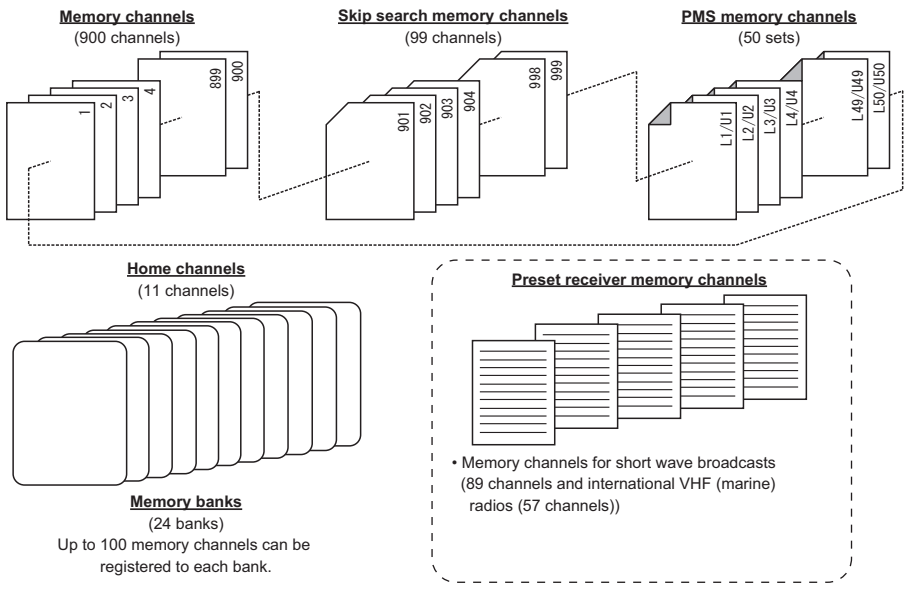 Memory channels
(900 channels)
1
2
3
4
899
900
Skip search memory channels
(99 channels)
901
902
903
904
998
999
PMS memory channels
(50 sets)
L1/U1
L2/U2
L3/U3
L4/U4
L49/U49
L50/U50
Home channels
(11 channels)
Memory banks
(24 banks)
Up to 100 memory channels can be
registered to each bank.
Preset receiver memory channels
• Memory channels for short wave broadcasts
(89 channels and international VHF (marine)
radios (57 channels))